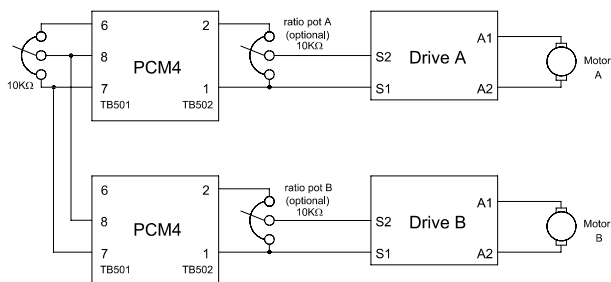 6
8
7
10KΩ
PCM4
TB501
2
1
TB502
ratio pot A
(optional)
10KΩ
S2
S1
Drive A
A1
A2
Motor
A
6
8
7
PCM4
TB501
2
1
TB502
ratio pot B
(optional)
10KΩ
S2
S1
Drive B
A1
A2
Motor
B